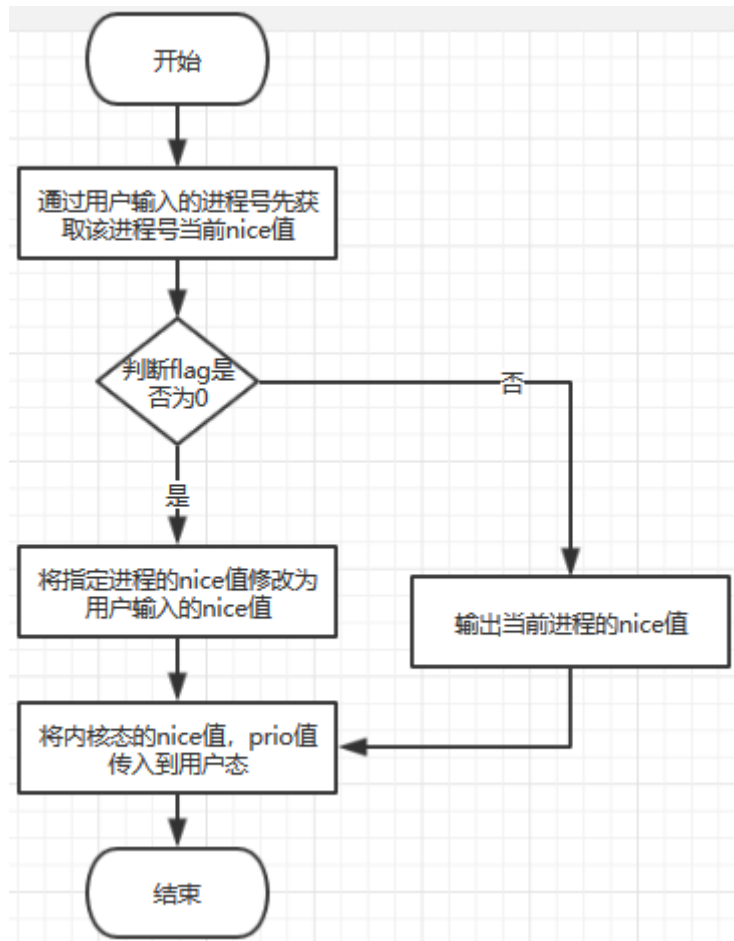 开始
通过用户输入的进程号先获
取该进程号当前nice值
判断flag是
否为0
否
是
将指定进程的nice值修改为
用户输入的nice值
输出当前进程的nice值
将内核态的nice值，prio值
传入到用户态
结束